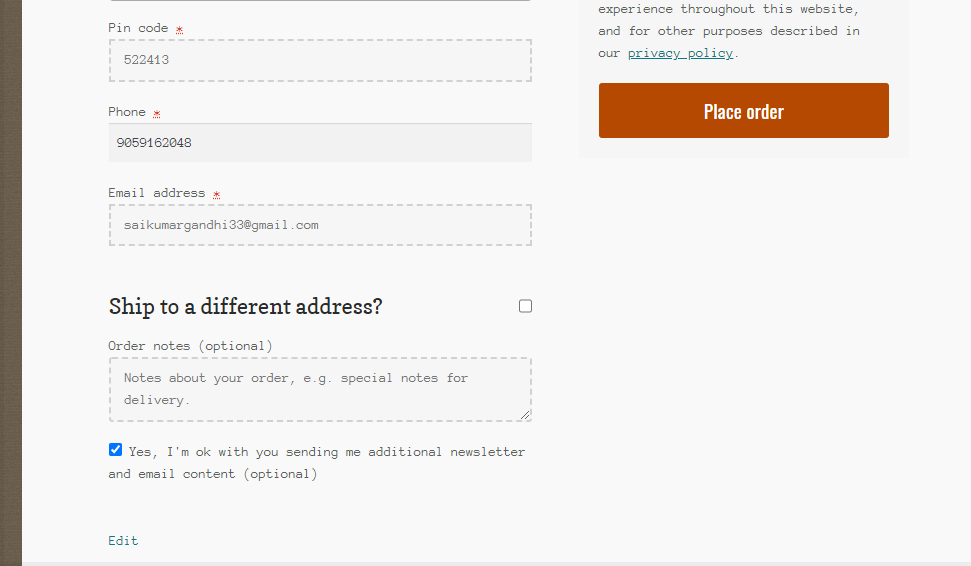 Pin code *
522413
Phone *
9059162048
Email address *
saikumargandhi33@gmail.com
Ship to a different address?
Order notes (optional)
Notes about your order, e.g. special notes for
delivery.
Yes, I'm ok with you sending me additional newsletter
and email content (optional)
Edit
experience throughout this website,
and for other purposes described in
our privacy policy.
Place order